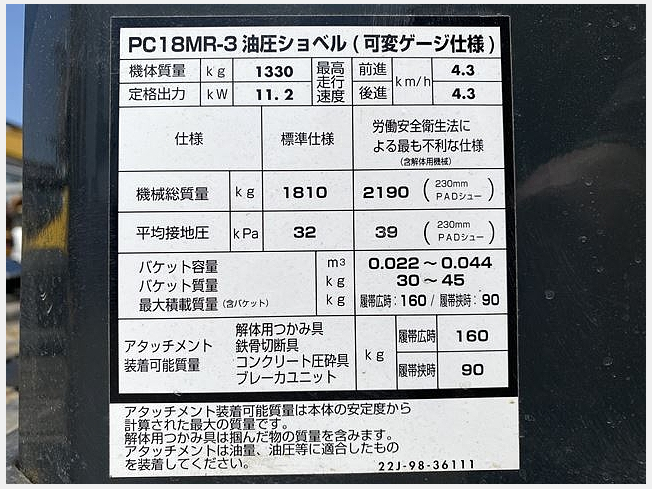 PC18MR-3 油圧ショベル (可変ゲージ仕様)
機体質量 kg 1330 最高走行速度 前進 km/h 4.3
定格出力 kW 11.2 後進 4.3
仕様 標準仕様 労働安全衛生法に
よる最も不利な仕様
(含解体用機械)
機械総質量 kg 1810 2190 (230mm PADシュー)
平均接地圧 kPa 32 39 (230mm PADシュー)
バケット容量 m3 0.022～0.044
バケット質量 kg 30～45
最大積載質量 (含バケット) kg 履帯広時:160 / 履帯挟時:90
アタッチメント
装着可能質量
解体用つかみ具
鉄骨切断具
コンクリート圧砕具
ブレーカユニット
kg
履帯広時 160
履帯挟時 90
アタッチメント装着可能質量は本体の安定度から
計算された最大の質量です。
解体用つかみ具は掴んだ物の質量を含みます。
アタッチメントは油量、油圧等に適合したもの
を装着してください。
22J-98-36111